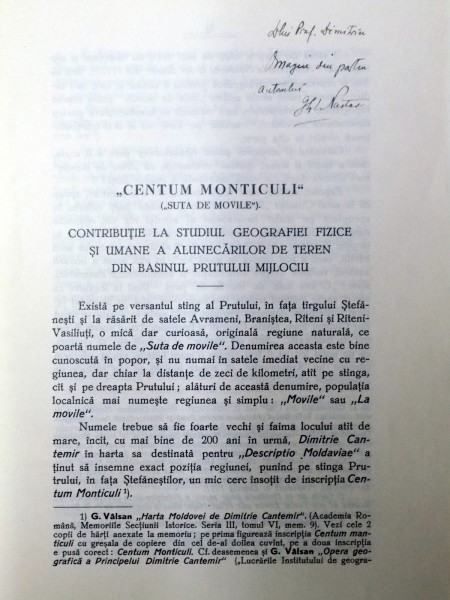 Dlui Prof. Dimitriu
Omagiu din partea
autorului
Gh. Năstase
„CENTUM MONTICULI“
(„SUTA DE MOVILE“).
CONTRIBUȚIE LA STUDIUL GEOGRAFIEI FIZICE
ȘI UMANE A ALUNECĂRILOR DE TEREN
DIN BASINUL PRUTULUI MIJLOCIU
Există pe versantul stîng al Prutului, în fața tîrgului Ștefă-
nești și la răsărit de satele Avrameni, Braniștea, Rîteni și Rîteni-
Vasiliuți, o mică dar curioasă, originală regiune naturală, ce
poartă numele de „Suta de movile“. Denumirea aceasta este bine
cunoscută în popor, și nu numai în satele imediat vecine cu re-
giunea, dar chiar la distanțe de zeci de kilometri, atît pe stînga,
cît și pe dreapta Prutului; alături de această denumire, populația
localnică mai numește regiunea și simplu: „Movile“ sau „La
movile“.
Numele trebuie să fie foarte vechi și faima locului atît de
mare, încît, cu mai bine de 200 ani în urmă, Dimitrie Can-
temir în harta sa destinată pentru „Descriptio Moldaviae“ a
ținut să însemne exact poziția regiunei, punînd pe stînga Pru-
tului, în fața Ștefăneștilor, un mic cerc însoțit de inscripția Cen-
tum Monticuli ¹).
1) G. Vâlsan „Harta Moldovei de Dimitrie Cantemir“. (Academia Ro-
mână, Memoriile Secțiunii Istorice. Seria III, tomul VI, mem. 9). Vezi cele 2
copii de hărți anexate la memoriu; pe prima figurează inscripția Centum man-
ticuli cu greșala de copiere din cel de-al doilea cuvînt, pe a doua inscripția
e pusă corect: Centum Monticuli. Cf. deasemenea și G. Vâlsan „Opera geo-
grafică a Principelui Dimitrie Cantemir“ („Lucrările Institutului de geogra-